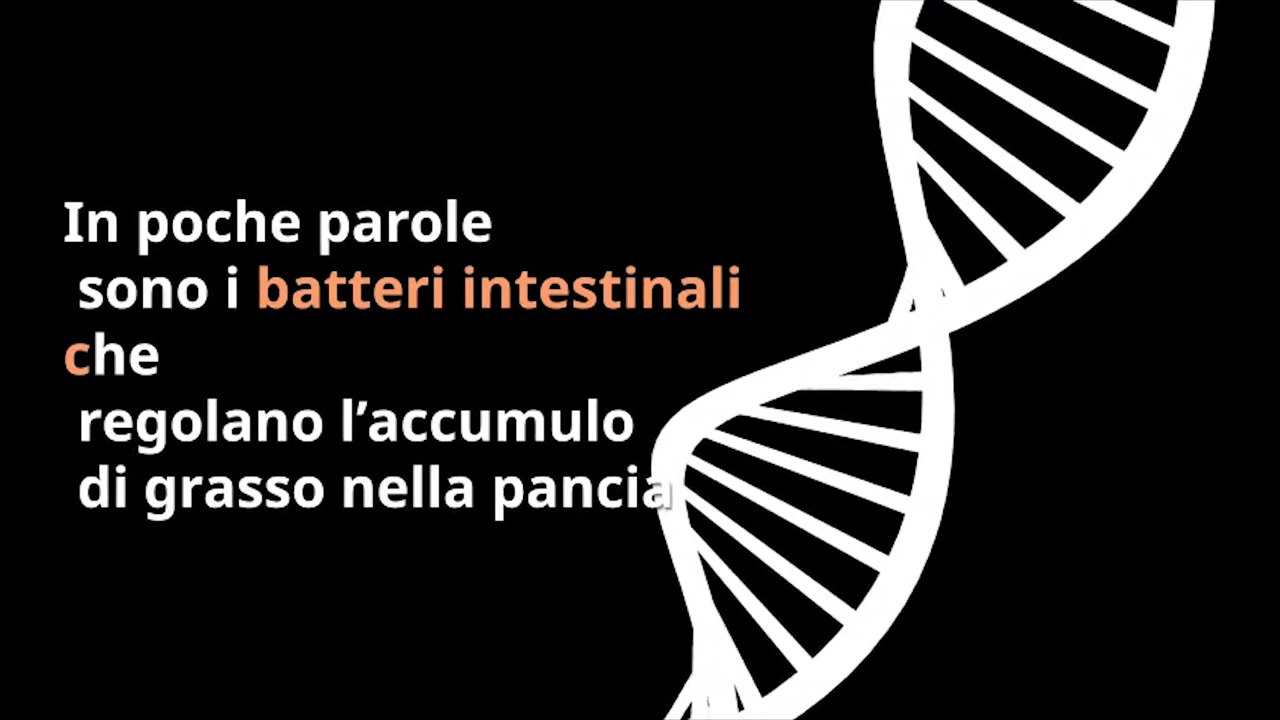 In poche parole
sono i batteri intestinali
che
regolano l’accumulo
di grasso nella pancia